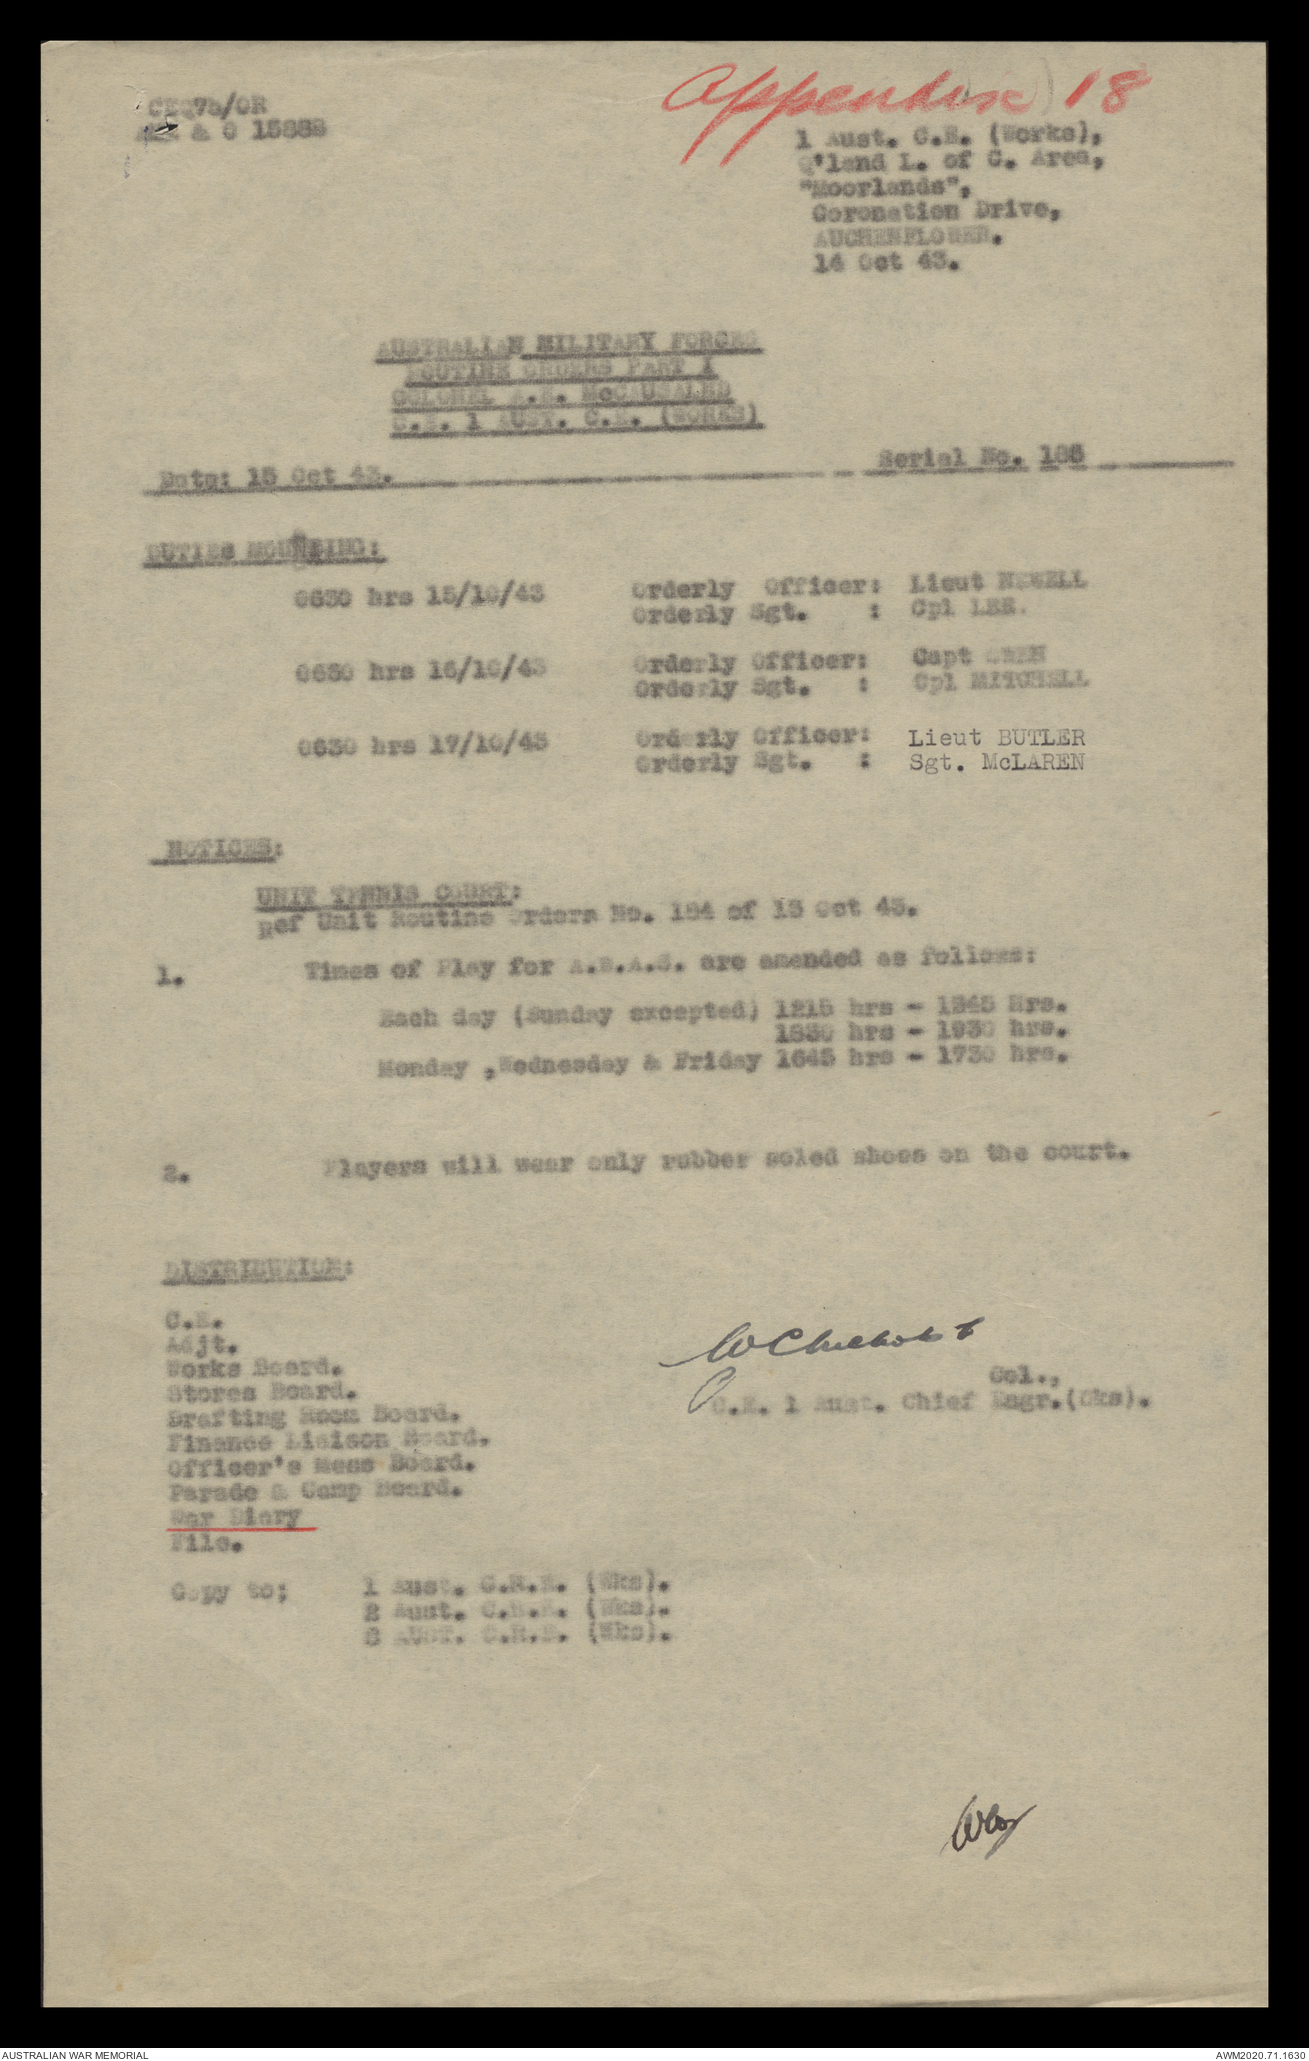 Appendix 18
CEQ75/OR
& O 15888
1 Aust. C.E. (Works),
Q'land L. of C. Area,
"Moorlands",
Coronation Drive,
AUCHENFLOWER.
14 Oct 43.
AUSTRALIAN MILITARY FORCES
ROUTINE ORDERS PART I
COLONEL McCAUSALED
C.E. 1 AUST. C.E. (WORKS)
Date: 15 Oct 43. Serial No. 186
DUTIES MOUNTING:
0630 hrs 15/10/43 Orderly Officer: Lieut NEWELL
Orderly Sgt. : Cpl LEE.
0630 hrs 16/10/43 Orderly Officer: Capt OWEN
Orderly Sgt. : Cpl MITCHELL
0630 hrs 17/10/43 Orderly Officer: Lieut BUTLER
Orderly Sgt. : Sgt. McLAREN
NOTICES:
UNIT TENNIS COURT:
Ref Unit Routine Orders No. 184 of 13 Oct 43.
1. Times of Play for are amended as follows:
Each day (Sunday excepted) 1215 hrs - 1345 Hrs.
1830 hrs - 1930 hrs.
Monday ,Wednesday & Friday 1645 hrs - 1730 hrs.
2. Players will wear only rubber soled shoes on the court.
DISTRIBUTION:
C.E.
Adjt.
Works Board.
Stores Board.
Drafting Room Board.
Finance Liaison Board.
Officer's Mess Board.
Parade & Camp Board.
War Diary
File.
Col.,
C.E. 1 Aust. Chief Engr.(Wks).
Copy to; 1 Aust. C.R.E. (Wks).
2 Aust. C.R.E. (Wks).
3 AUST. C.R.E. (Wks).
AUSTRALIAN WAR MEMORIAL AWM2020.71.1630